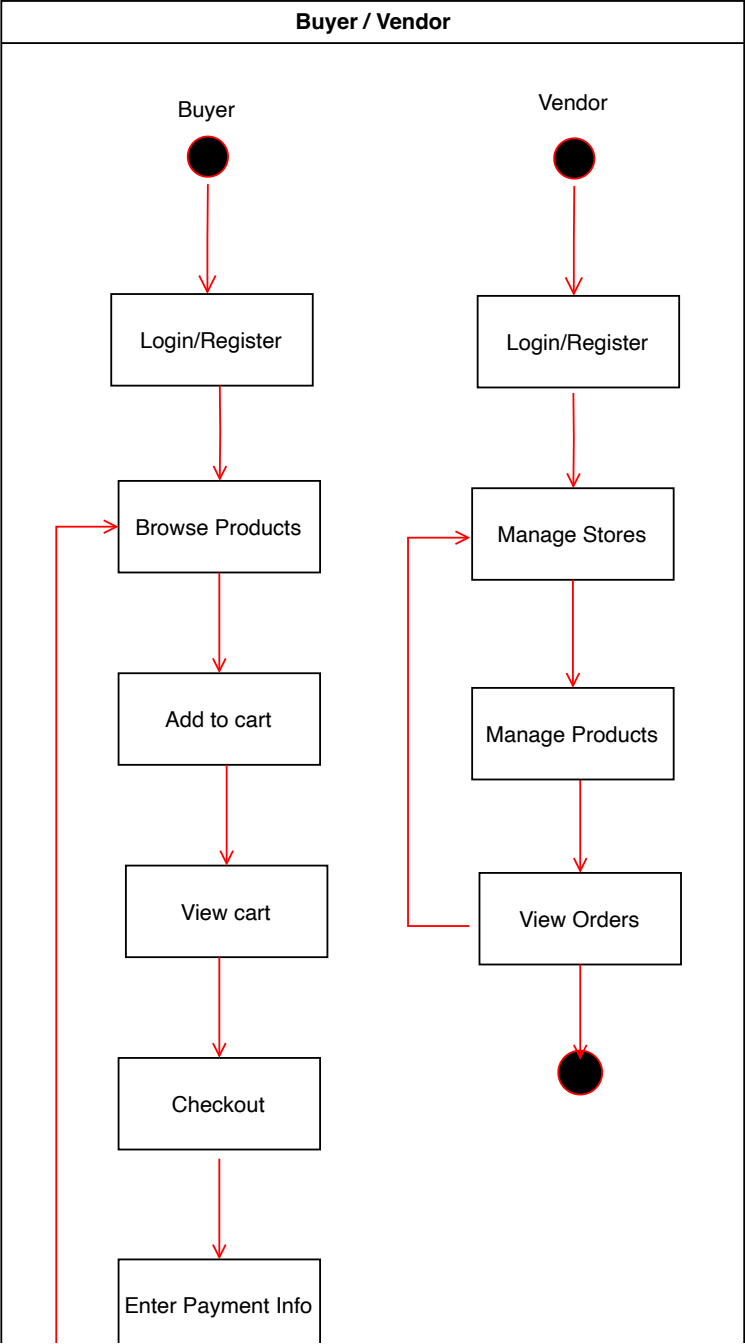 Buyer / Vendor
Buyer
Vendor
Login/Register
Login/Register
Browse Products
Manage Stores
Add to cart
Manage Products
View cart
View Orders
Checkout
Enter Payment Info